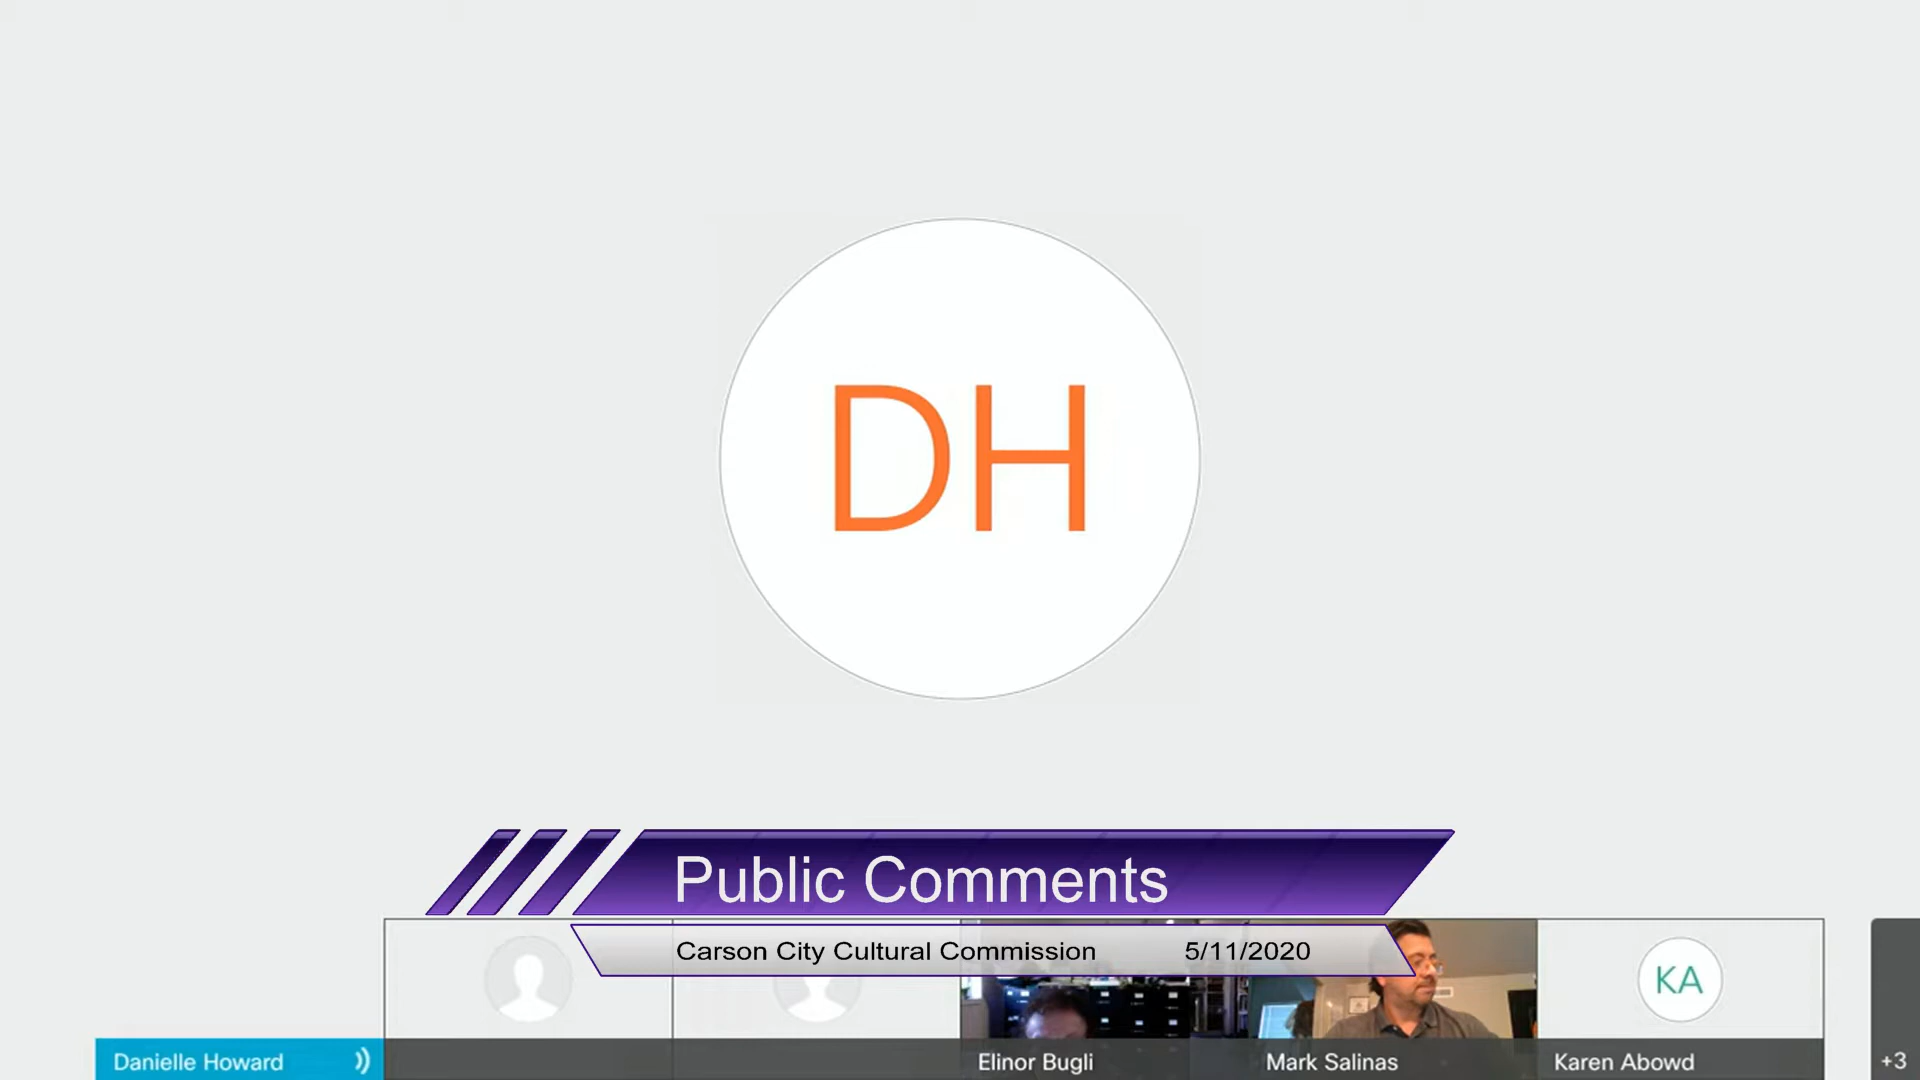 DH
Public Comments
Carson City Cultural Commission 5/11/2020
KA
Danielle Howard
Elinor Bugli
Mark Salinas
Karen Abowd
+3